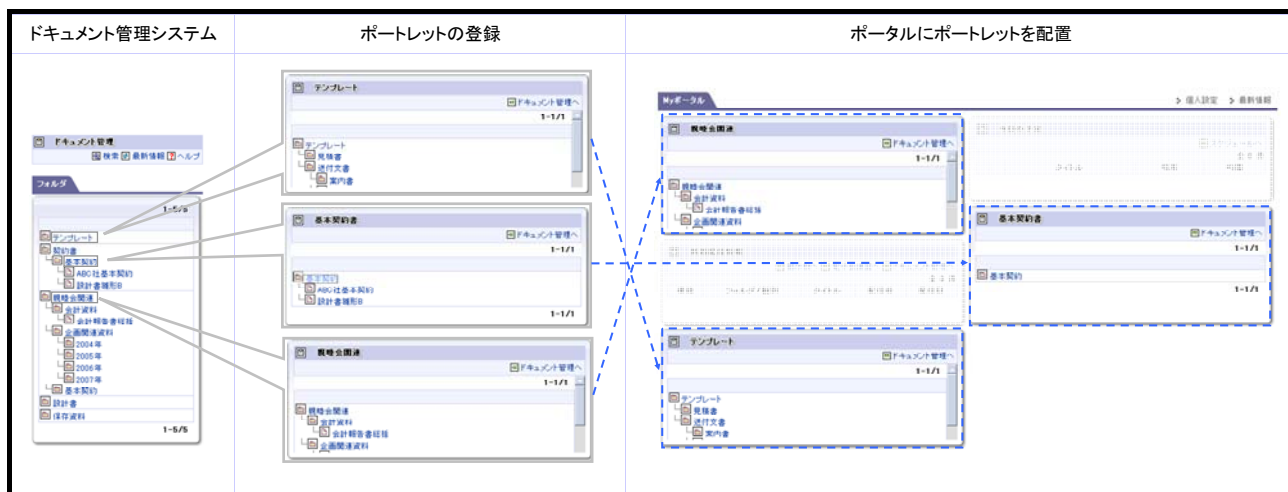 ドキュメント管理システム
ポートレットの登録
ポータルにポートレットを配置
ドキュメント管理
検索 最新情報 ヘルプ
フォルダ
1-5/5
テンプレート
契約書
基本契約
ABC社基本契約
設計書雛形B
親睦会関連
会計資料
会計報告書総括
企画関連資料
2004年
2005年
2006年
2007年
基本契約
設計書
保存資料
1-5/5
テンプレート
ドキュメント管理へ
1-1/1
テンプレート
見積書
送付文書
案内書
基本契約書
ドキュメント管理へ
1-1/1
基本契約
ABC社基本契約
設計書雛形B
1-1/1
親睦会関連
ドキュメント管理へ
1-1/1
親睦会関連
会計資料
会計報告書総括
企画関連資料
Myポータル
個人設定 最新情報
親睦会関連
ドキュメント管理へ
1-1/1
親睦会関連
会計資料
会計報告書総括
企画関連資料
基本契約書
ドキュメント管理へ
1-1/1
基本契約
1-1/1
テンプレート
ドキュメント管理へ
1-1/1
テンプレート
見積書
送付文書
案内書